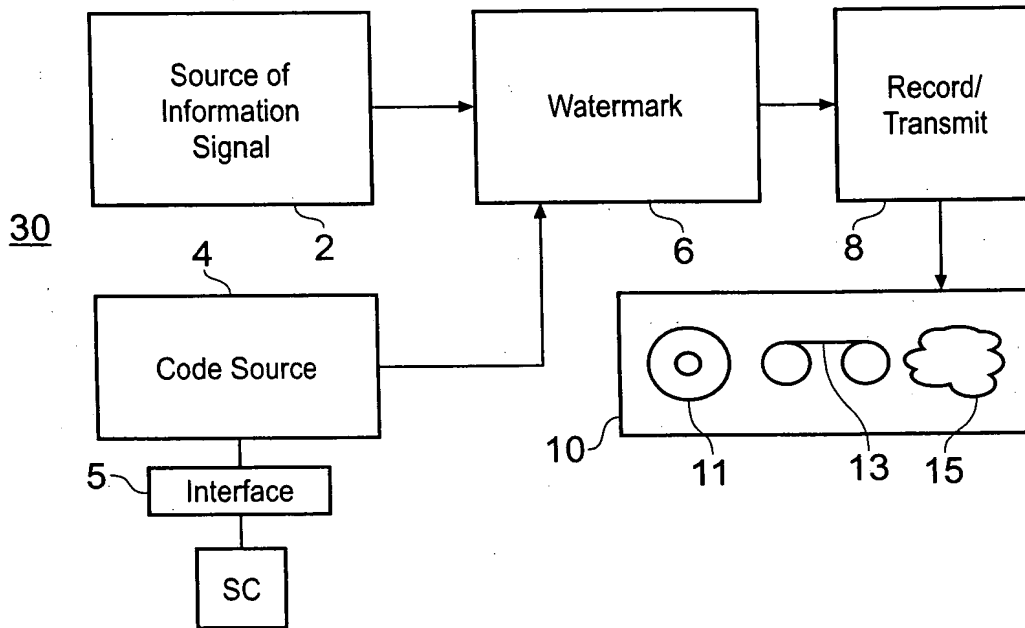 Source of
Information
Signal
2
Watermark
6
Record/
Transmit
8
30
4
Code Source
5
Interface
SC
10
11
13
15